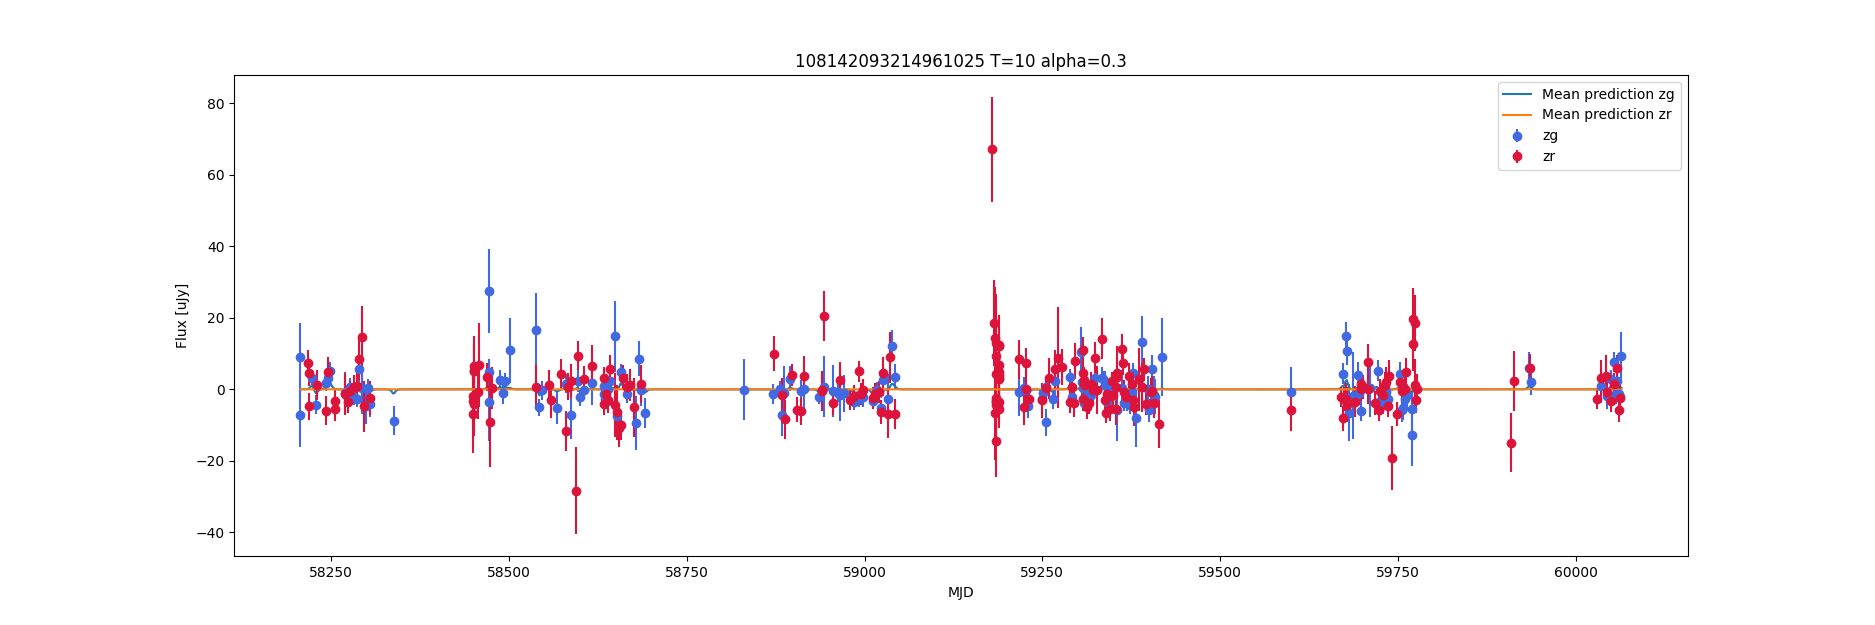 108142093214961025 T=10 alpha=0.3
Mean prediction zg
Mean prediction zr
zg
zr
Flux [uJy]
80
60
40
20
0
−20
−40
58250 58500 58750 59000 59250 59500 59750 60000
MJD